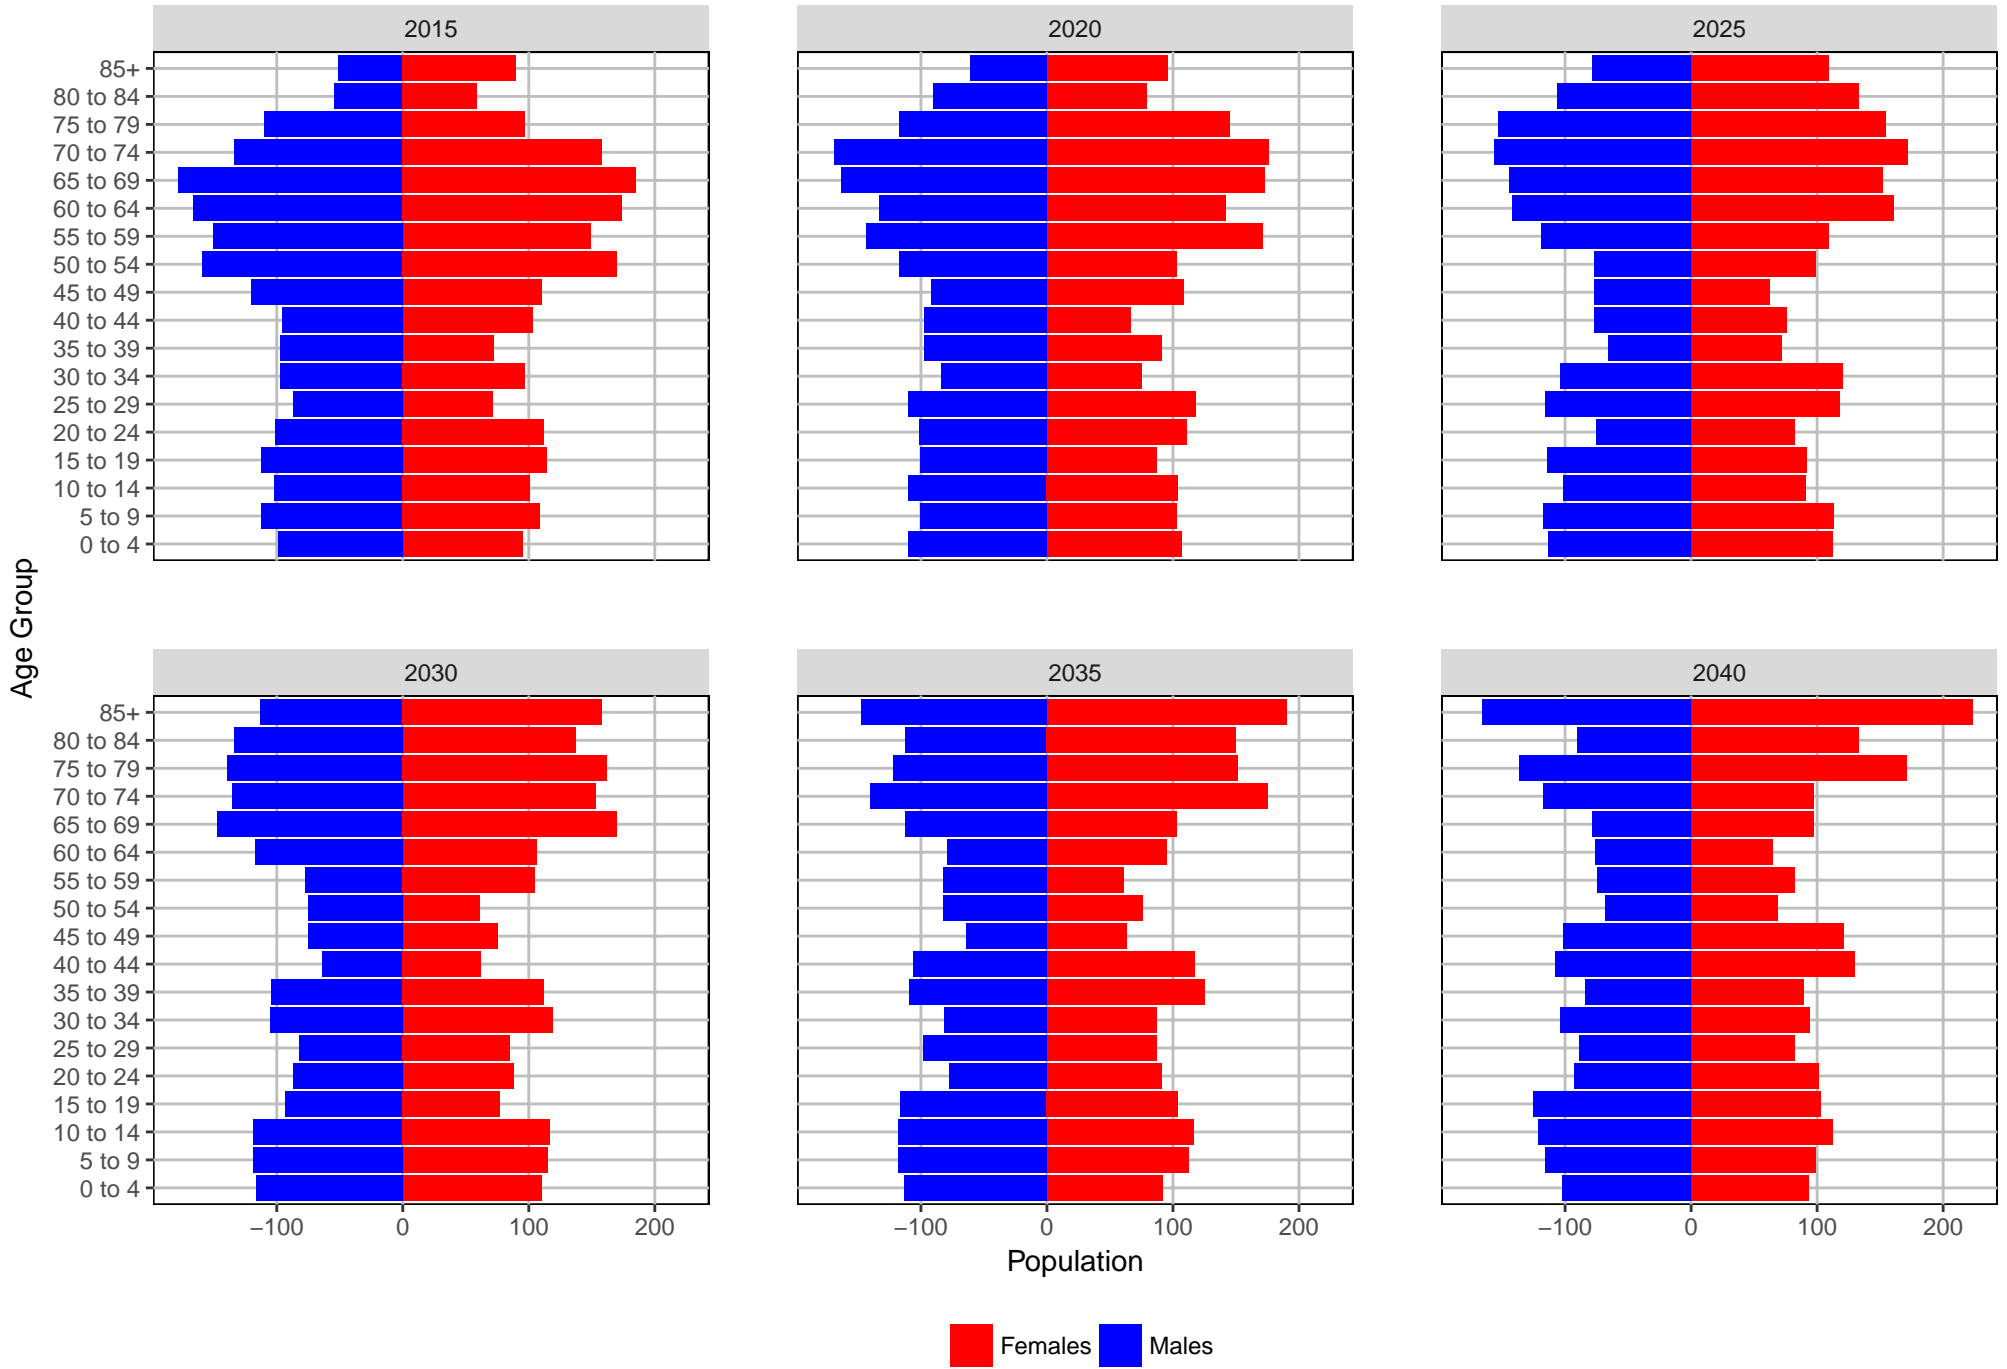 2015
2020
2025
85+
80 to 84
75 to 79
70 to 74
65 to 69
60 to 64
55 to 59
50 to 54
45 to 49
40 to 44
35 to 39
30 to 34
25 to 29
20 to 24
15 to 19
10 to 14
5 to 9
0 to 4
Age Group
2030
2035
2040
85+
80 to 84
75 to 79
70 to 74
65 to 69
60 to 64
55 to 59
50 to 54
45 to 49
40 to 44
35 to 39
30 to 34
25 to 29
20 to 24
15 to 19
10 to 14
5 to 9
0 to 4
−100 0 100 200
−100 0 100 200
−100 0 100 200
Population
Females Males